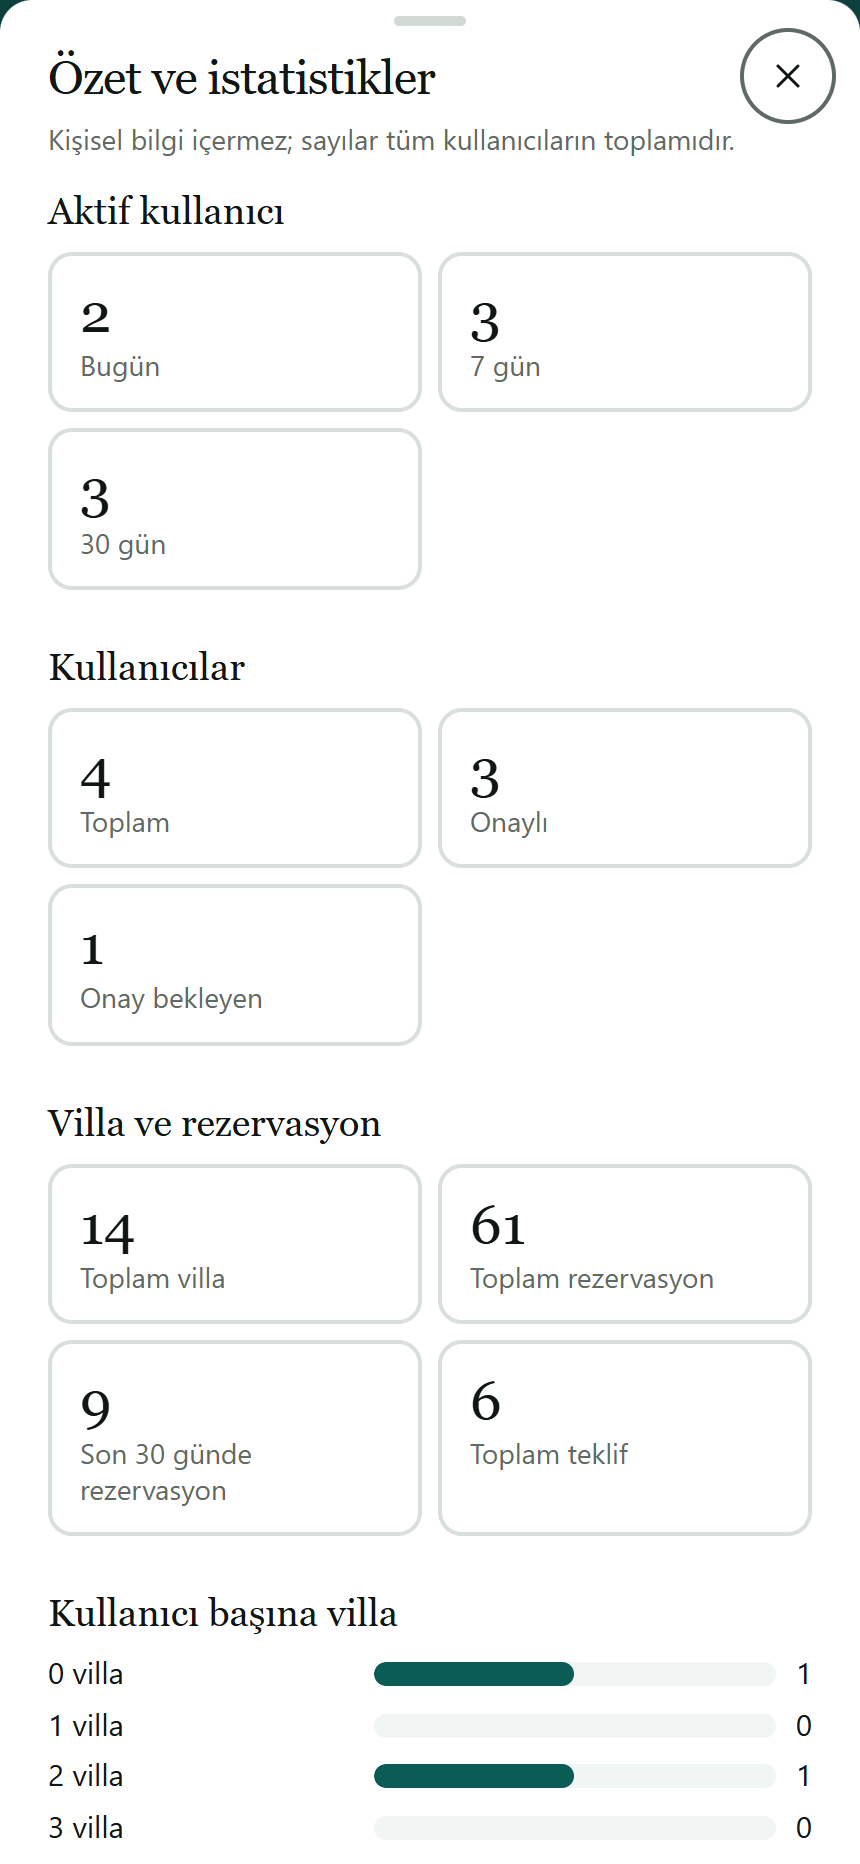 Özet ve istatistikler
Kişisel bilgi içermez; sayılar tüm kullanıcıların toplamıdır.
Aktif kullanıcı
2
Bugün
3
7 gün
3
30 gün
Kullanıcılar
4
Toplam
3
Onaylı
1
Onay bekleyen
Villa ve rezervasyon
14
Toplam villa
61
Toplam rezervasyon
9
Son 30 günde
rezervasyon
6
Toplam teklif
Kullanıcı başına villa
0 villa 1
1 villa 0
2 villa 1
3 villa 0